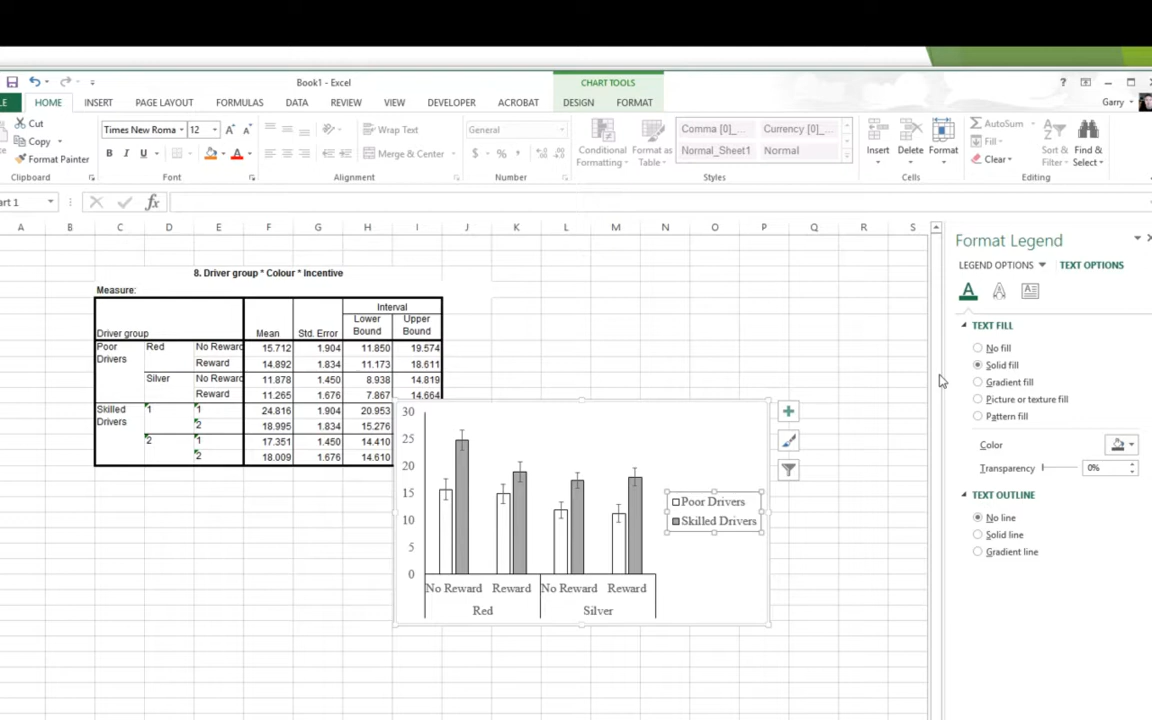 Book1 - Excel
CHART TOOLS
HOME INSERT PAGE LAYOUT FORMULAS DATA REVIEW VIEW DEVELOPER ACROBAT DESIGN FORMAT
Garry
Cut
Copy
Format Painter
Clipboard
Times New Roma 12
B I U
Font
Wrap Text
Merge & Center
Alignment
General
$ % ,
Number
Conditional Formatting
Format as Table
Comma [0]_...
Currency [0]_...
Normal_Sheet1
Normal
Styles
Insert
Delete
Format
Cells
AutoSum
Fill
Clear
Sort & Filter
Find & Select
Editing
art 1
fx
A B C D E F G H I J K L M N O P Q R S
8. Driver group * Colour * Incentive
Measure:
Interval
Driver group Mean Std. Error Lower Bound Upper Bound
Poor Drivers Red No Reward 15.712 1.904 11.850 19.574
Reward 14.892 1.834 11.173 18.611
Silver No Reward 11.878 1.450 8.938 14.819
Reward 11.265 1.676 7.867 14.664
Skilled Drivers 1 1 24.816 1.904 20.953
2 18.995 1.834 15.276
2 1 17.351 1.450 14.410
2 18.009 1.676 14.610
30
25
20
15
10
5
0
No Reward Reward No Reward Reward
Red Silver
Poor Drivers
Skilled Drivers
Format Legend
LEGEND OPTIONS TEXT OPTIONS
TEXT FILL
No fill
Solid fill
Gradient fill
Picture or texture fill
Pattern fill
Color
Transparency 0%
TEXT OUTLINE
No line
Solid line
Gradient line